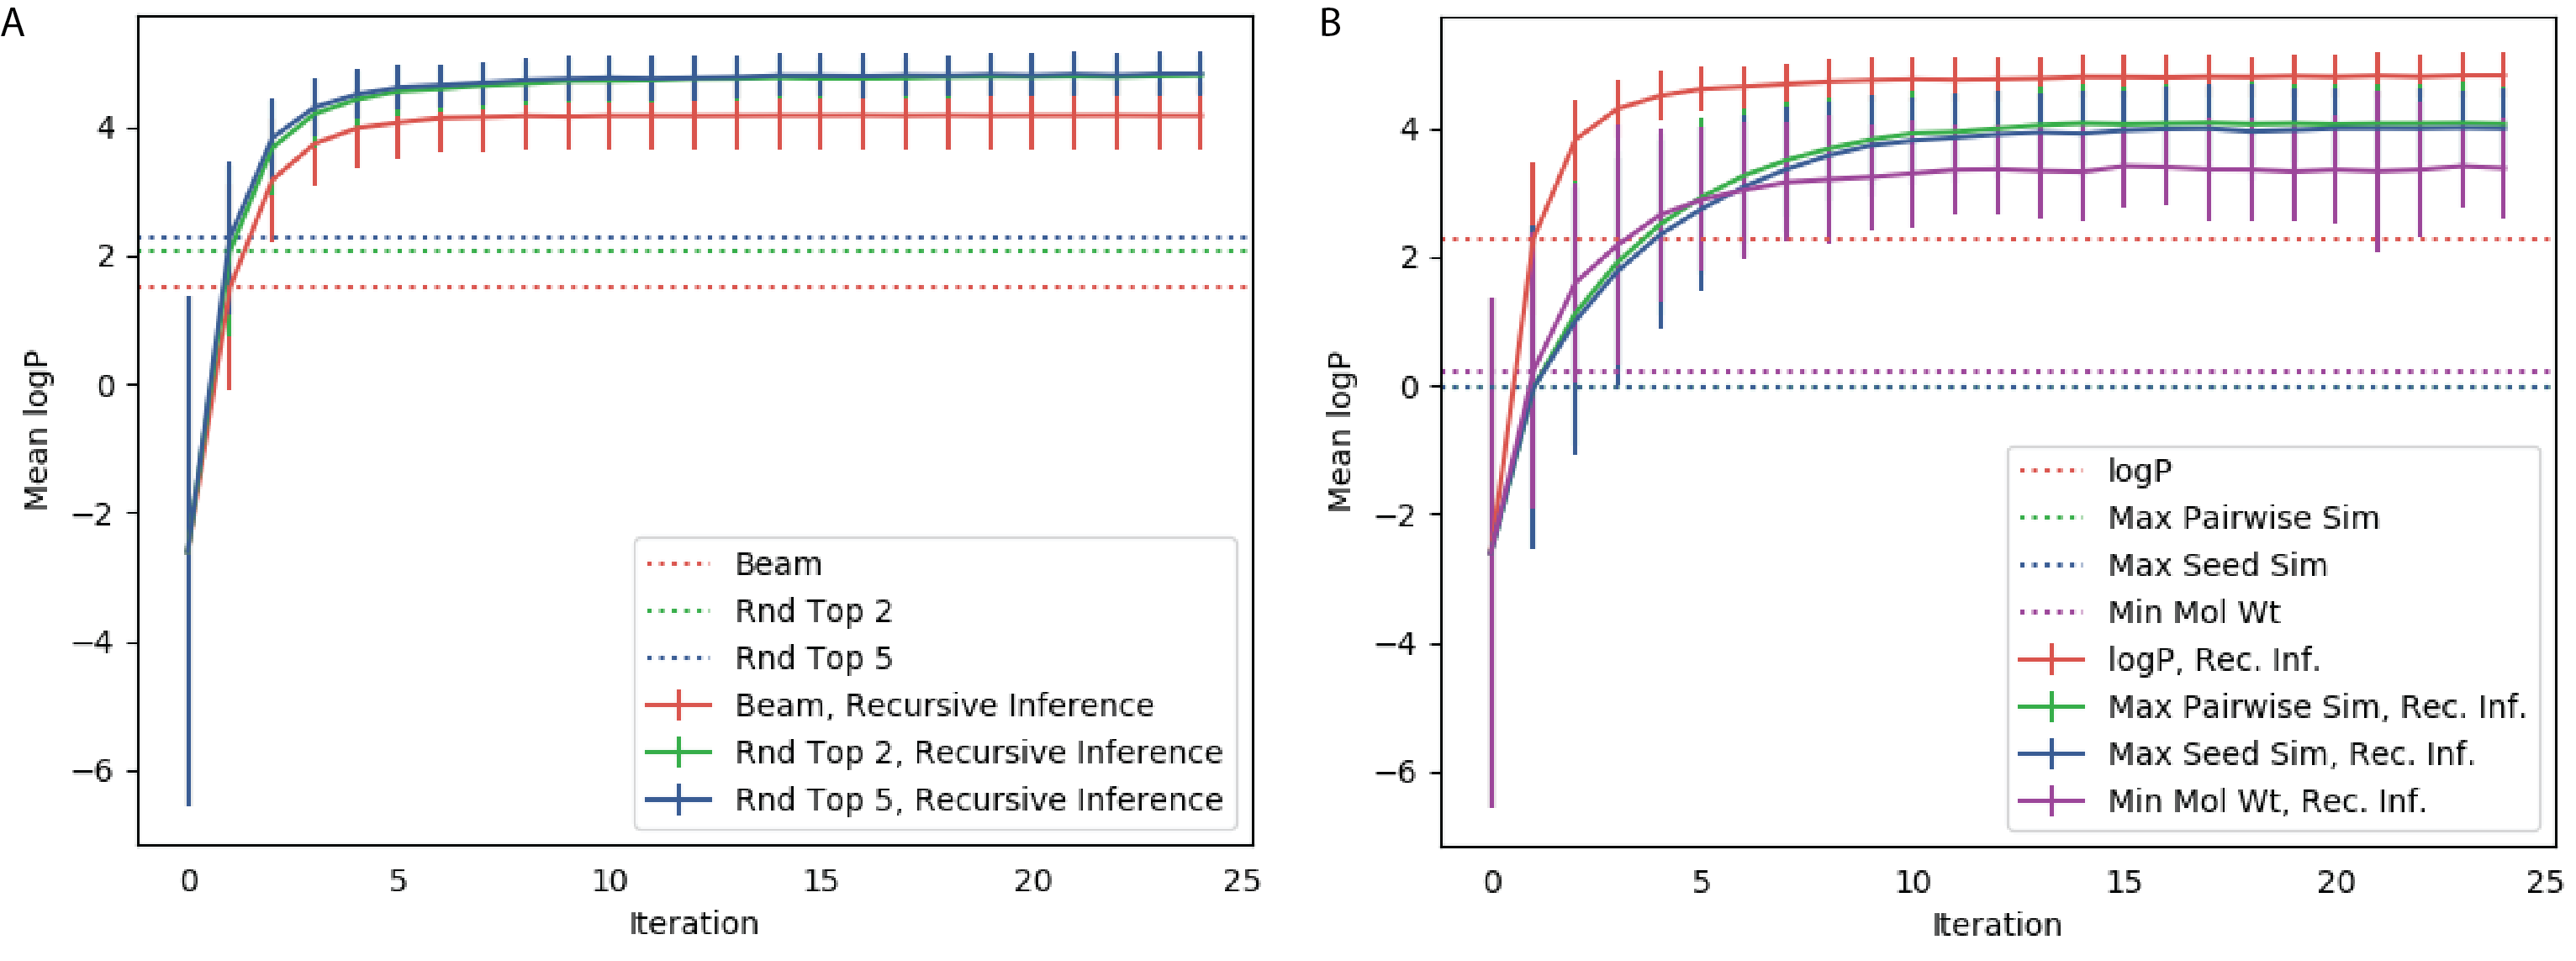 A
Mean logP
4
2
0
−2
−4
−6
Beam
Rnd Top 2
Rnd Top 5
Beam, Recursive Inference
Rnd Top 2, Recursive Inference
Rnd Top 5, Recursive Inference
0 5 10 15 20 25
Iteration
B
Mean logP
4
2
0
−2
−4
−6
logP
Max Pairwise Sim
Max Seed Sim
Min Mol Wt
logP, Rec. Inf.
Max Pairwise Sim, Rec. Inf.
Max Seed Sim, Rec. Inf.
Min Mol Wt, Rec. Inf.
0 5 10 15 20 25
Iteration